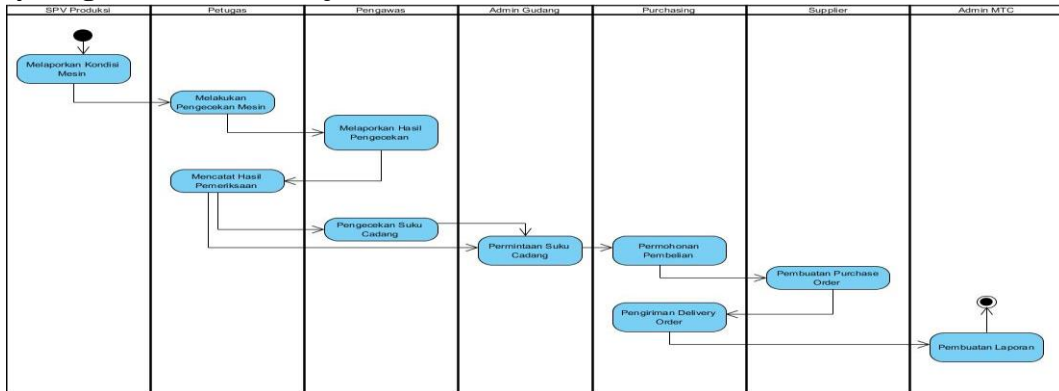 SPV Produksi
Petugas
Pengawas
Admin Gudang
Purchasing
Supplier
Admin MTC
Melaporkan Kondisi
Mesin
Melakukan
Pengecekan Mesin
Melaporkan Hasil
Pengecekan
Mencatat Hasil
Pemeriksaan
Pengecekan Suku
Cadang
Permintaan Suku
Cadang
Permohonan
Pembelian
Pembuatan Purchase
Order
Pengiriman Delivery
Order
Pembuatan Laporan